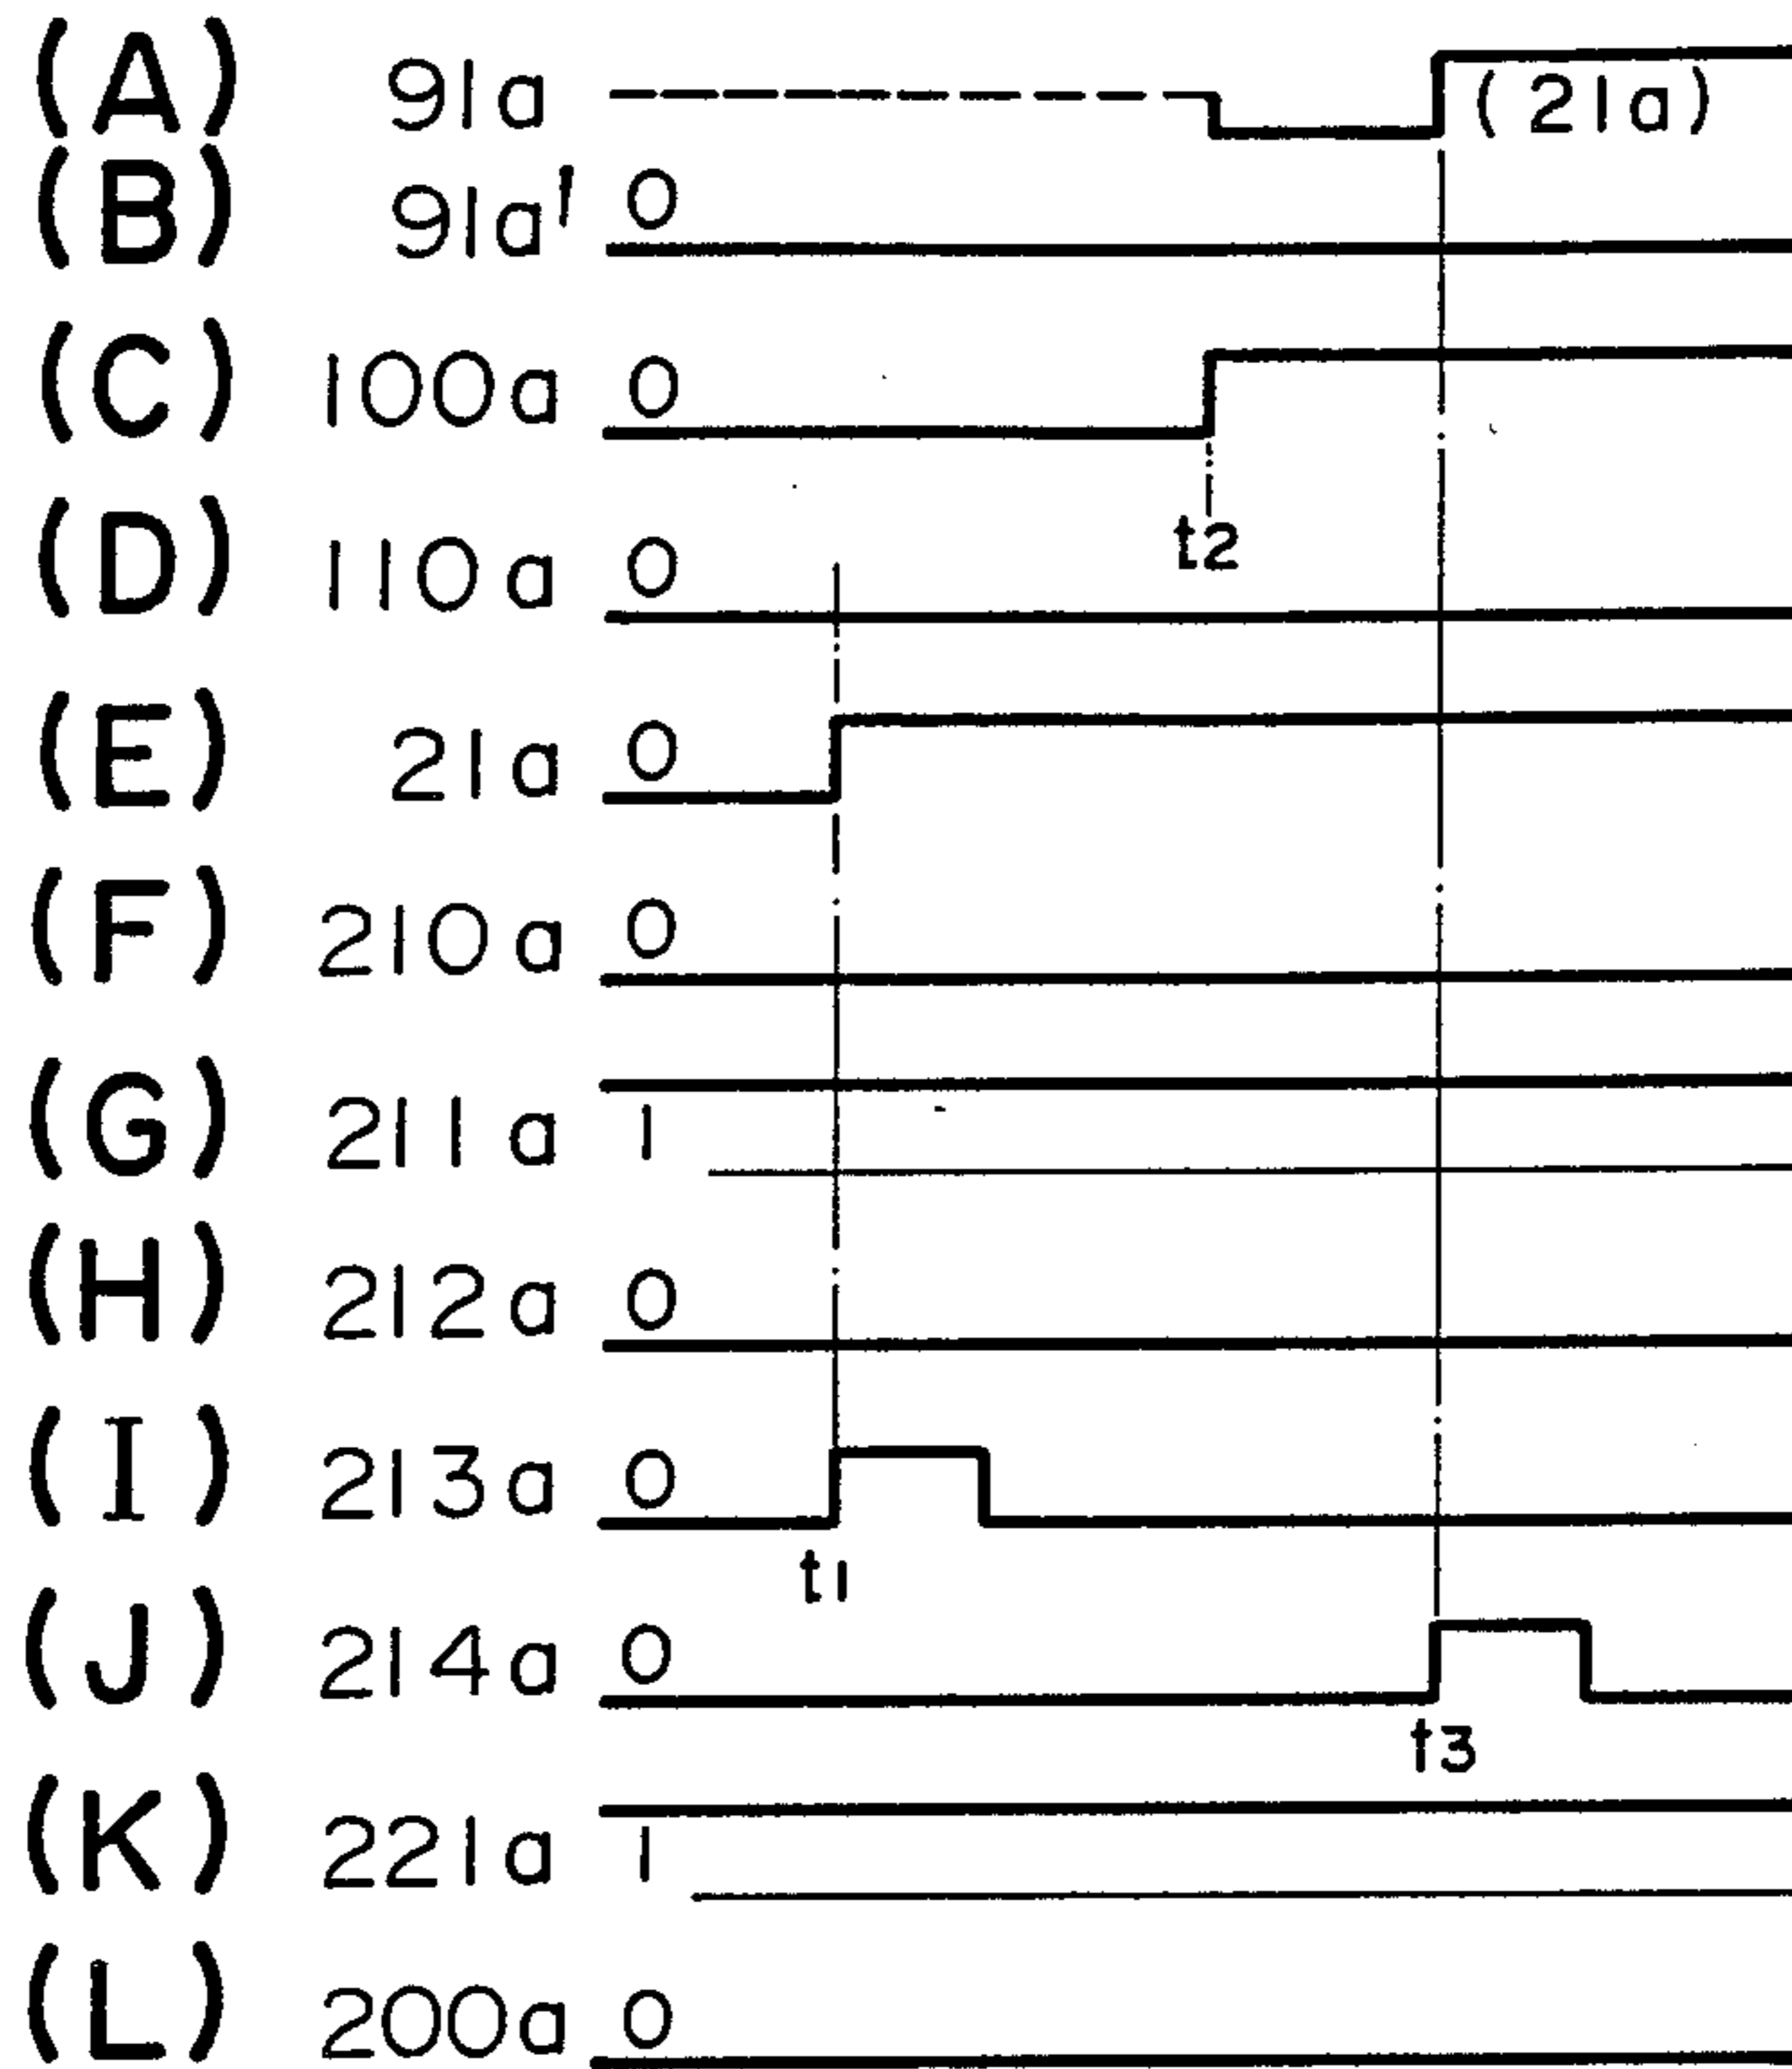 (A) 91a (21a)
(B) 91a' 0
(C) 100a 0
t2
(D) 110a 0
(E) 21a 0
(F) 210a 0
(G) 211a 1
(H) 212a 0
(I) 213a 0
t1
(J) 214a 0
t3
(K) 221a 1
(L) 200a 0